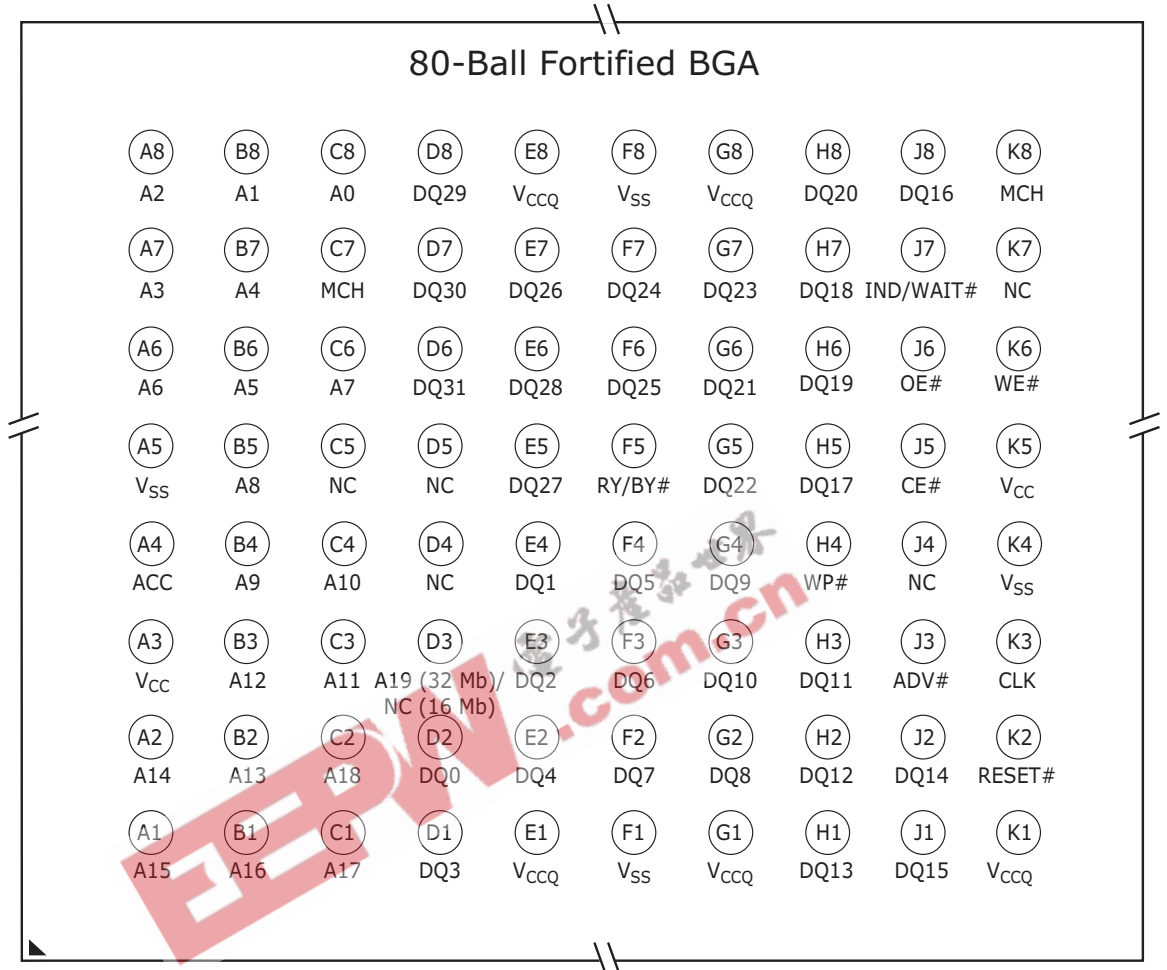 80-Ball Fortified BGA
A8 B8 C8 D8 E8 F8 G8 H8 J8 K8
A2 A1 A0 DQ29 VCCQ VSS VCCQ DQ20 DQ16 MCH
A7 B7 C7 D7 E7 F7 G7 H7 J7 K7
A3 A4 MCH DQ30 DQ26 DQ24 DQ23 DQ18 IND/WAIT# NC
A6 B6 C6 D6 E6 F6 G6 H6 J6 K6
A6 A5 A7 DQ31 DQ28 DQ25 DQ21 DQ19 OE# WE#
A5 B5 C5 D5 E5 F5 G5 H5 J5 K5
VSS A8 NC NC DQ27 RY/BY# DQ22 DQ17 CE# VCC
A4 B4 C4 D4 E4 F4 G4 H4 J4 K4
ACC A9 A10 NC DQ1 DQ5 DQ9 WP# NC VSS
A3 B3 C3 D3 E3 F3 G3 H3 J3 K3
VCC A12 A11 A19 (32 Mb)/ DQ2 DQ6 DQ10 DQ11 ADV# CLK
NC (16 Mb)
A2 B2 C2 D2 E2 F2 G2 H2 J2 K2
A14 A13 A18 DQ0 DQ4 DQ7 DQ8 DQ12 DQ14 RESET#
A1 B1 C1 D1 E1 F1 G1 H1 J1 K1
A15 A16 A17 DQ3 VCCQ VSS VCCQ DQ13 DQ15 VCCQ
EEPW.com.cn
电子产品世界